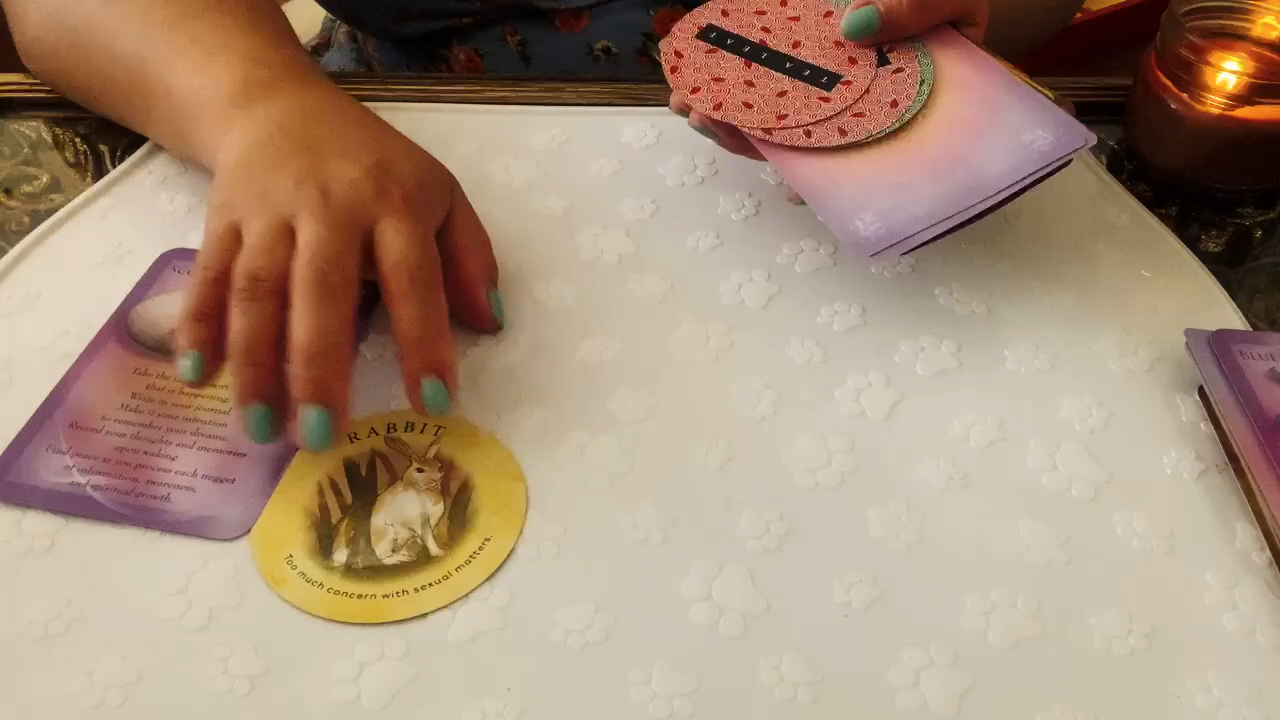 TEA LEAF
BLUE
Take the
that is happening.
Write in your journal
Make it your intention
to remember your dreams.
Record your thoughts and memories
upon waking.
Find peace as you process each nugget
of information, awareness,
and spiritual growth.
RABBIT
Too much concern with sexual matters.